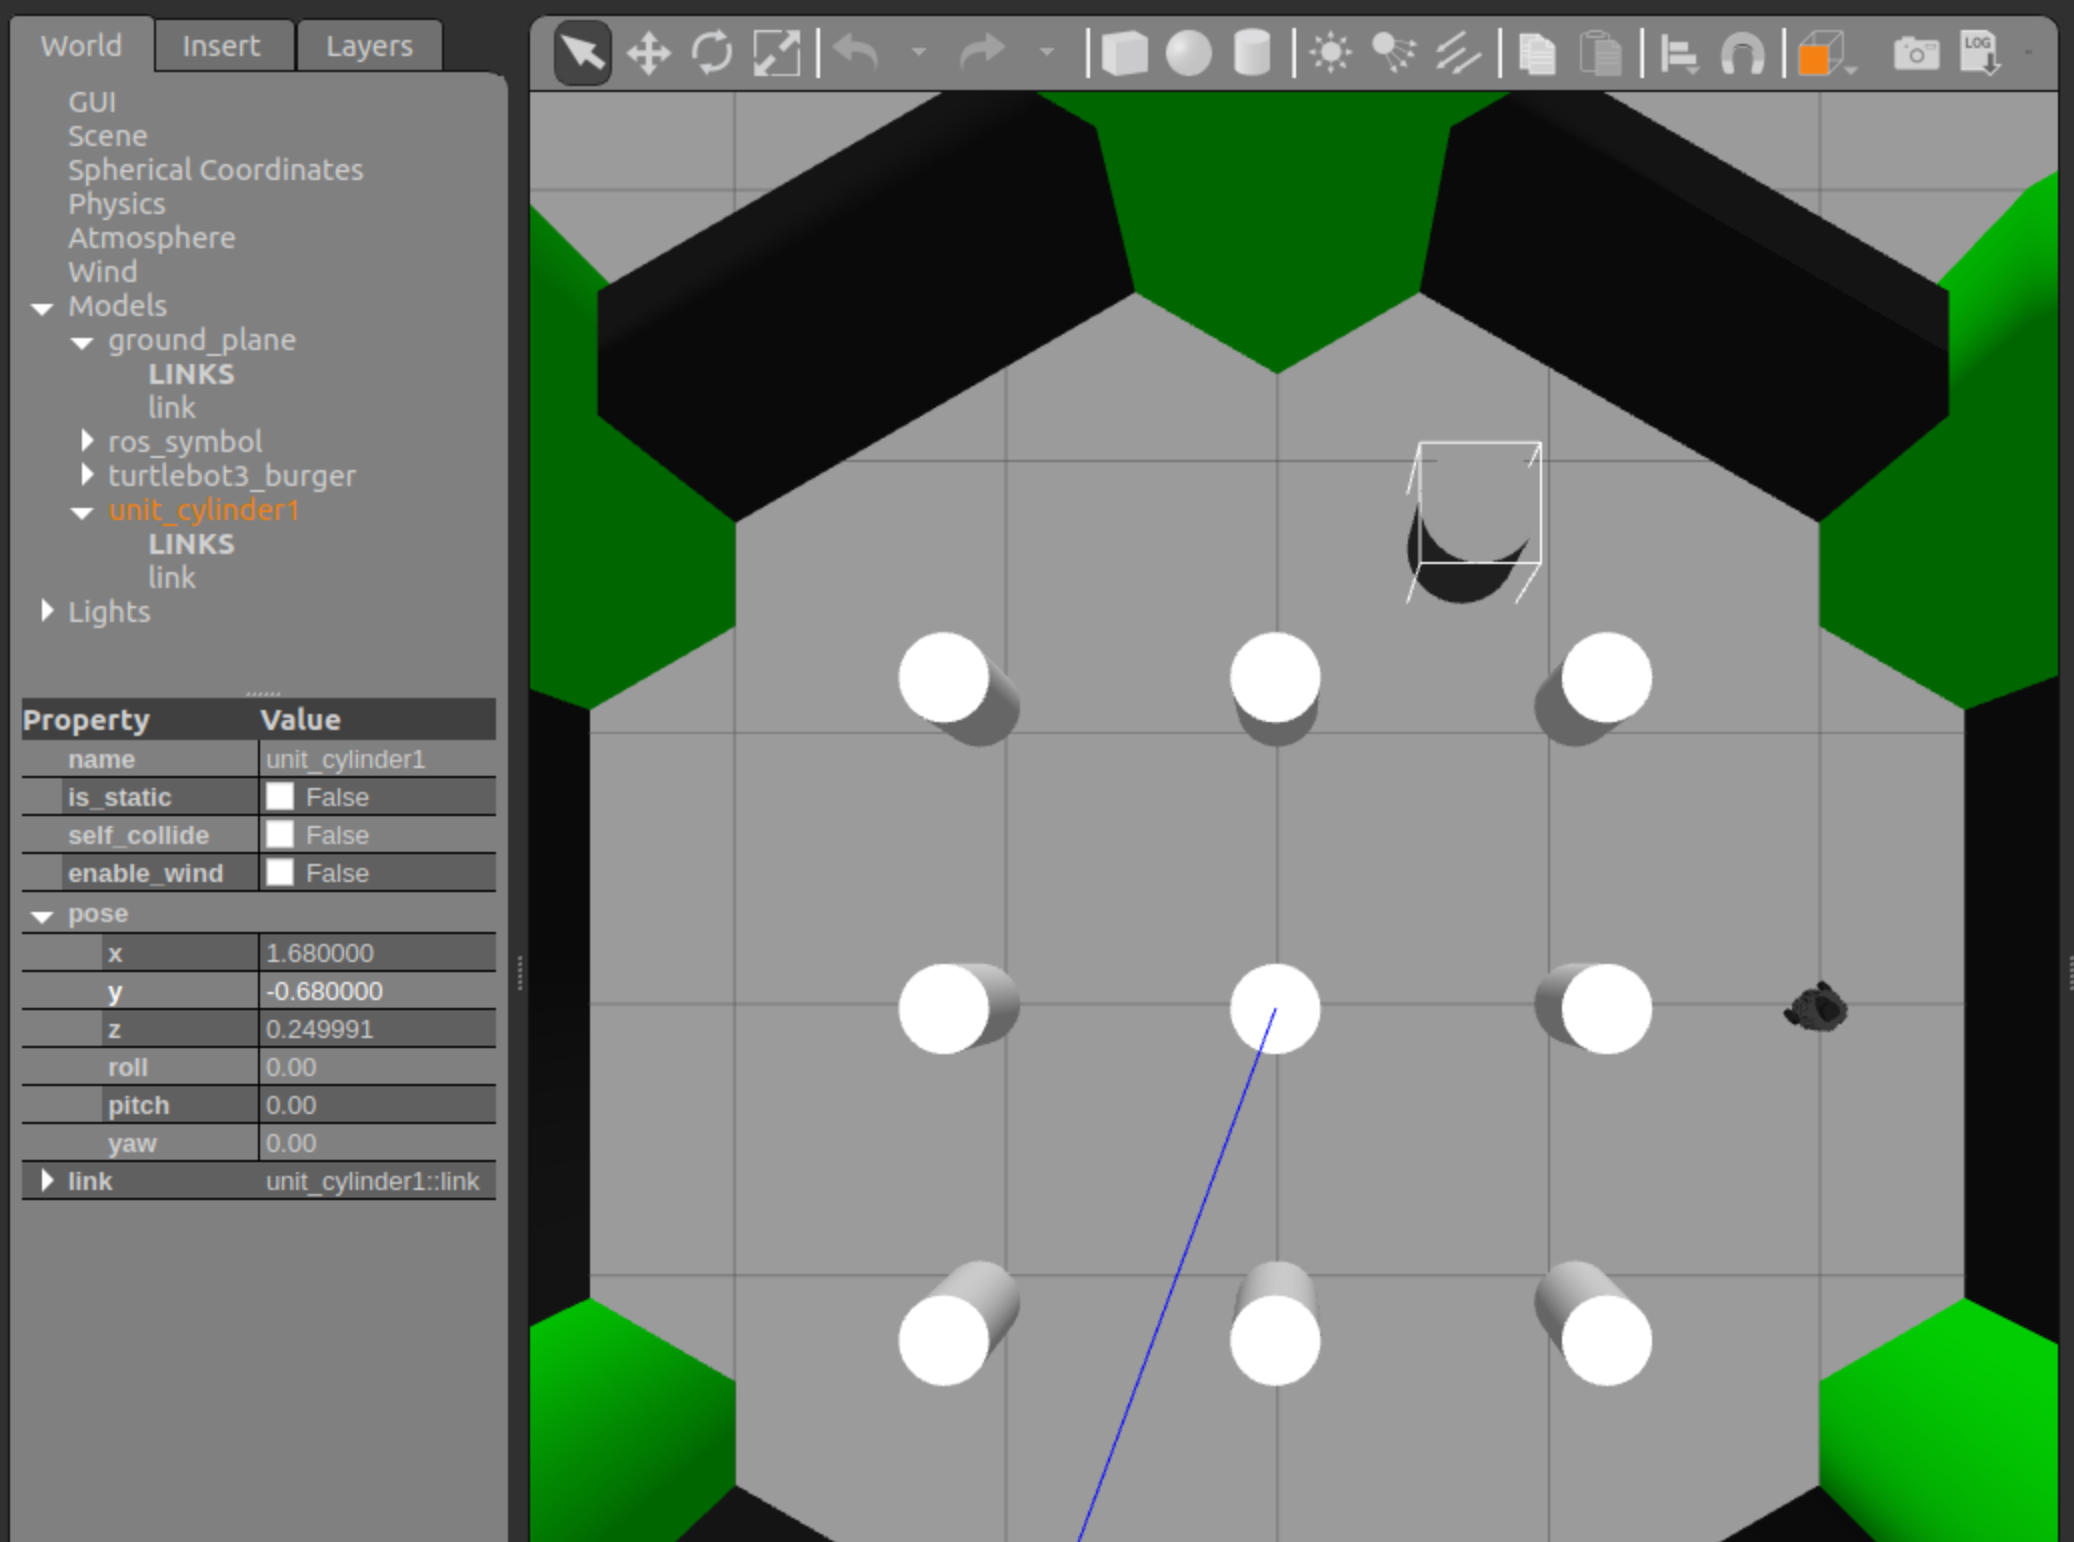 World Insert Layers
LOG
GUI
Scene
Spherical Coordinates
Physics
Atmosphere
Wind
Models
ground_plane
LINKS
link
ros_symbol
turtlebot3_burger
unit_cylinder1
LINKS
link
Lights
Property Value
name unit_cylinder1
is_static False
self_collide False
enable_wind False
pose
x 1.680000
y -0.680000
z 0.249991
roll 0.00
pitch 0.00
yaw 0.00
link unit_cylinder1::link